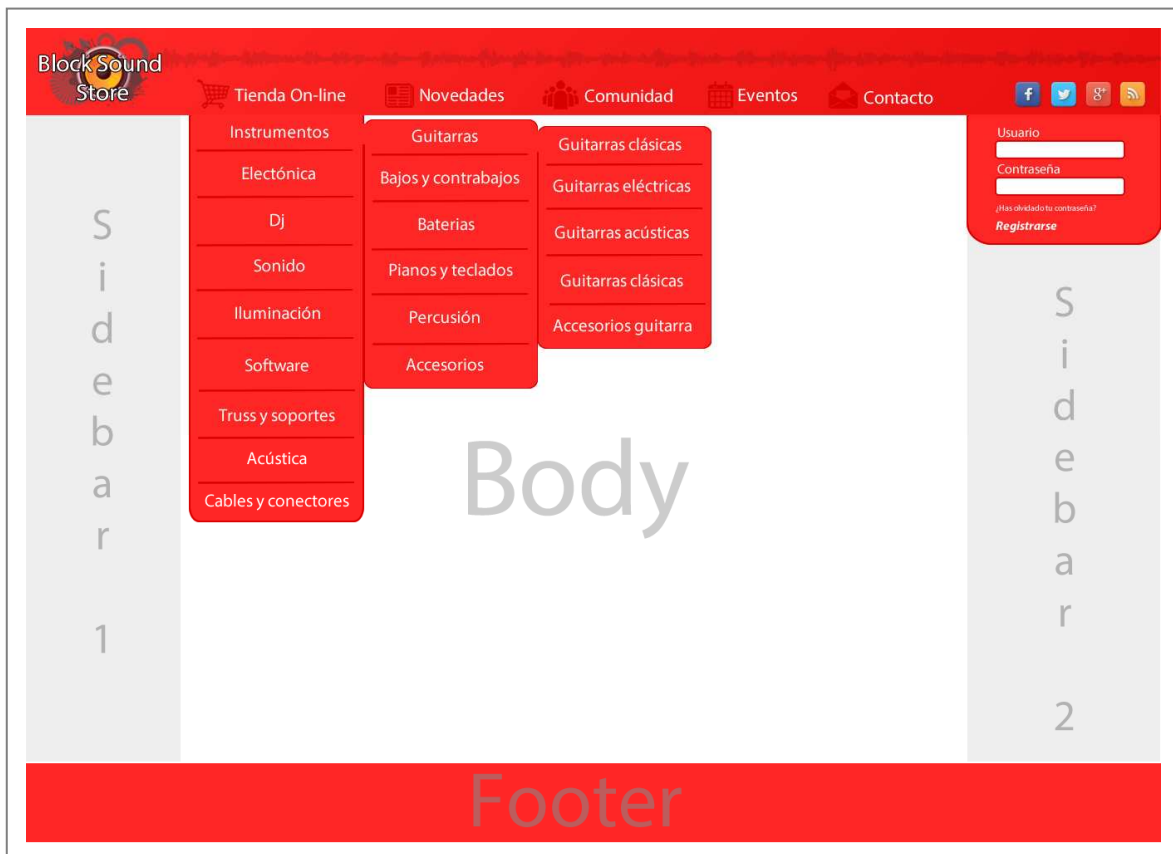 Block Sound
Store
Tienda On-line
Novedades
Comunidad
Eventos
Contacto
f
g+
Instrumentos
Electónica
Dj
Sonido
Iluminación
Software
Truss y soportes
Acústica
Cables y conectores
Guitarras
Bajos y contrabajos
Baterias
Pianos y teclados
Percusión
Accesorios
Guitarras clásicas
Guitarras eléctricas
Guitarras acústicas
Guitarras clásicas
Accesorios guitarra
Usuario
Contraseña
¿Has olvidado tu contraseña?
Registrarse
Sidebar 1
Body
Sidebar 2
Footer